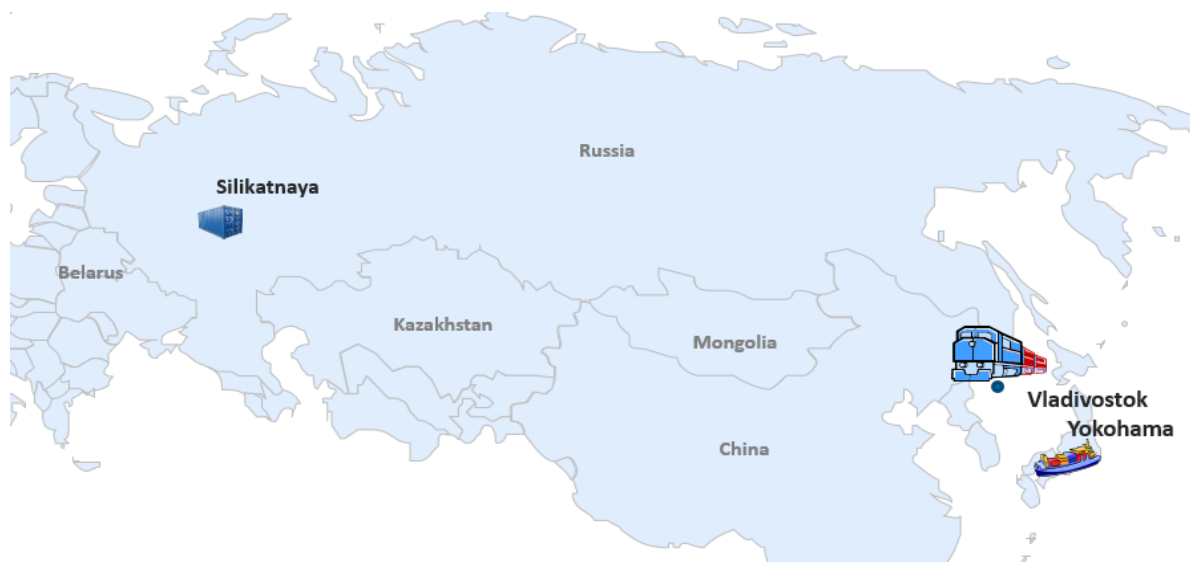 Russia
Silikatnaya
Belarus
Kazakhstan
Mongolia
Vladivostok
Yokohama
China